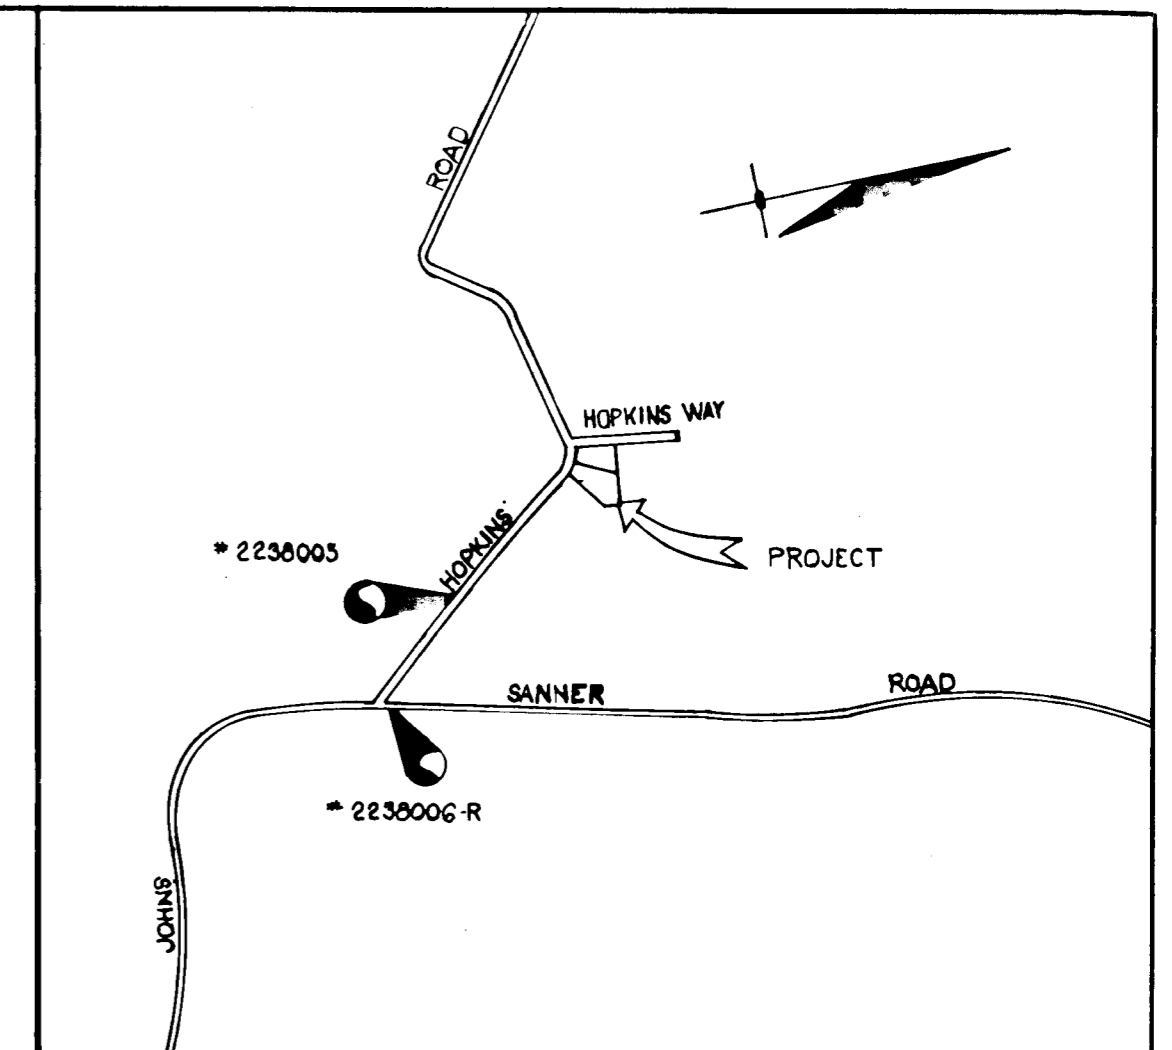 ROAD
HOPKINS WAY
HOPKINS
# 2238005
PROJECT
SANNER
ROAD
# 2238006-R
JOHNS